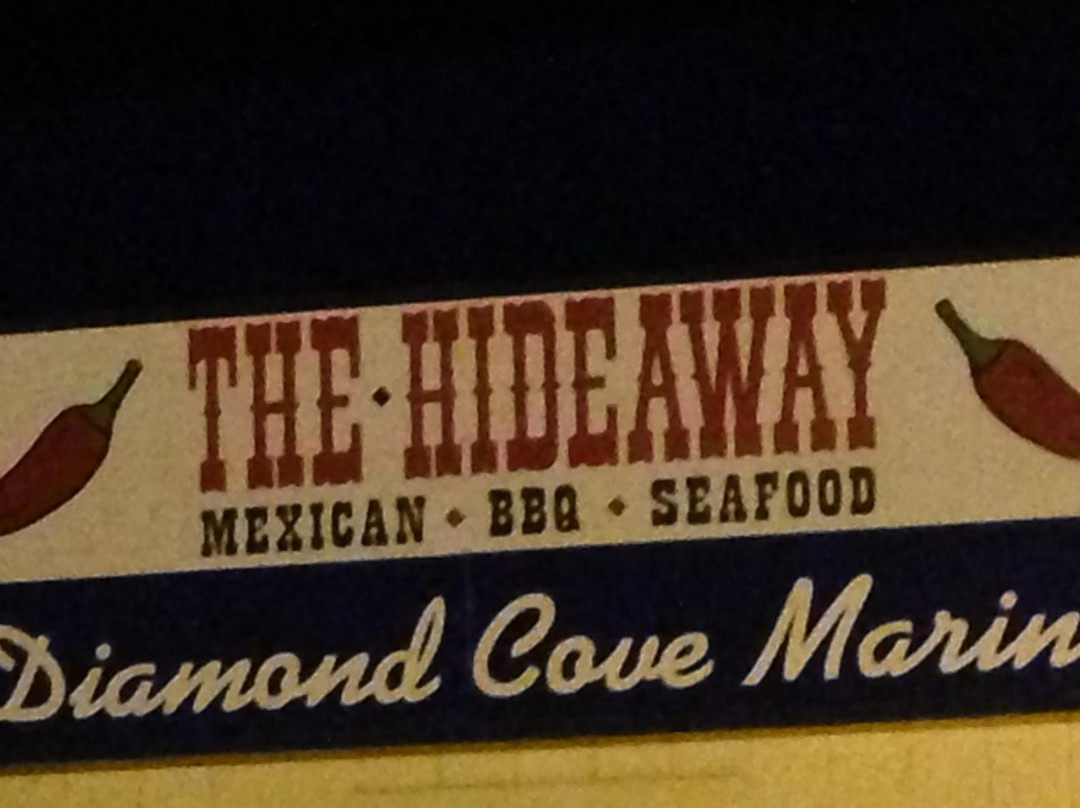 THE · HIDEAWAY
MEXICAN · BBQ · SEAFOOD
Diamond Cove Marin